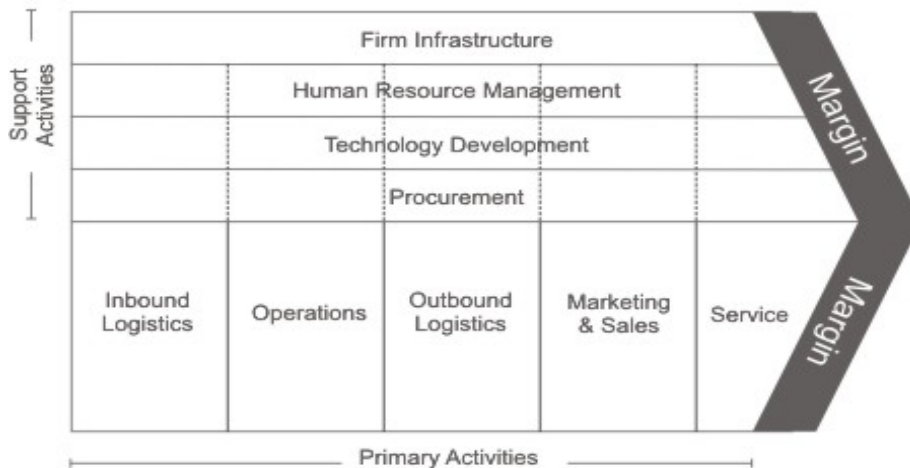 Support
Activities
Firm Infrastructure
Human Resource Management
Technology Development
Procurement
Margin
Inbound
Logistics
Operations
Outbound
Logistics
Marketing
& Sales
Service
Margin
Primary Activities